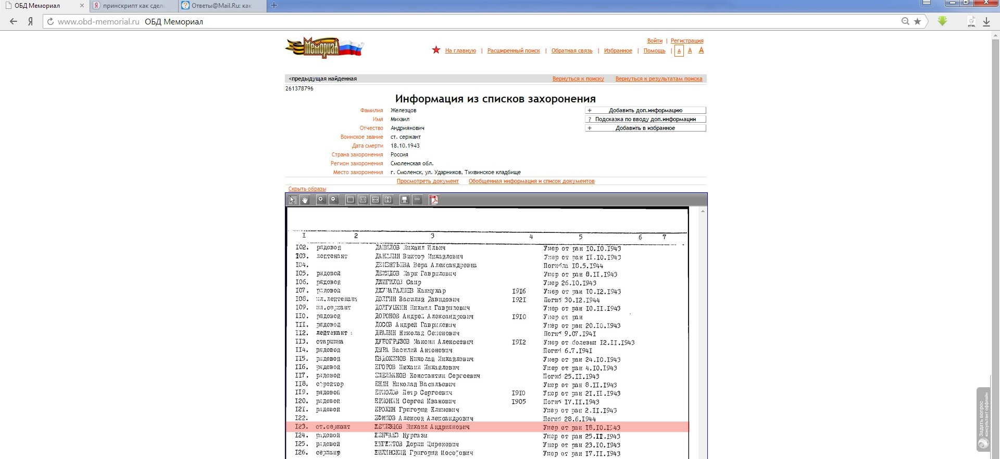 ОБД Мемориал
принскрипт как сдел
Ответы@Mail.Ru: как
www.obd-memorial.ru ОБД Мемориал
HTML
Мемориал
Войти | Регистрация
На главную | Расширенный поиск | Обратная связь | Избранное | Помощь | A A A
<предыдущая найденная Вернуться к поиску Вернуться к результатам поиска
261378796
Информация из списков захоронения
Фамилия Железцов
+ Добавить доп.информацию
Имя Михаил
? Подсказка по вводу доп.информации
Отчество Андриянович
+ Добавить в избранное
Воинское звание ст. сержант
Дата смерти 18.10.1943
Страна захоронения Россия
Регион захоронения Смоленская обл.
Место захоронения г. Смоленск, ул. Ударников, Тихвинское кладбище
Просмотреть документ Обобщенная информация и список документов
Скрыть образы
I 2 3 4 5 6 7
I02. рядовой ДАНИЛОВ Михаил Ильич Умер от ран I0.I0.I943
I03. лейтенант ДАНИЛИН Виктор Михайлович Умер от ран II.I0.I943
I04. ДЕМЕНТЬЕВА Вера Александровна Погибла I8.5.I944
I05. рядовой ДЕМИДОВ Марк Гаврилович Умер от ран 8.II.I943
I06. рядовой Саир Умер 26.I0.I943
I07. рядовой I9I6 Умер от ран I0.I2.I943
I08. мл.лейтенант ДОЛГИН Василий Давидович I92I Погиб 30.I2.I944
I09. мл.сержант ДОЛГУШКИН Михаил Гаврилович Умер от ран I0.II.I943
II0. рядовой ДОРОНОВ Андрей Александрович I9I0 Умер от ран
III. рядовой ДОСОВ Андрей Гаврилович Умер от ран 20.I0.I943
II2. лейтенант ДРАЛИН Николай Семенович Погиб 9.07.I94I
II3. старшина ДУБОГРЫЗОВ Максим Алексеевич I9I2 Умер от болезни I2.II.I943
II4. рядовой ДУРА Василий Антонович Погиб 6.7.I94I
II5. рядовой ЕВДОКИМОВ Николай Михайлович Умер от ран 24.I0.I943
II6. рядовой ЕГОРОВ Михаил Михайлович Умер от ран 4.I0.I943
II7. рядовой ЕМЕЛЬЯНОВ Константин Сергеевич Погиб 25.II.I943
II8. ефрейтор ЕНИН Николай Васильевич Умер от ран 8.II.I943
II9. рядовой ЕРМОЛОВ Петр Сергеевич I9I0 Умер от ран 2I.II.I943
I20. рядовой ЕРМОНИН Сергей Иванович I905 Погиб I7.II.I943
I2I. рядовой ЕРОХИН Григорий Климович Умер от ран 2.II.I943
I22. ЕФИМОВ Алексей Александрович Погиб 28.6.I944
I23. ст.сержант ЖЕЛЕЗЦОВ Михаил Андриянович Умер от ран I8.I0.I943
I24. рядовой Нургазы Умер от ран 25.II.I943
I25. рядовой Доржи Цирекович Умер от ран 23.I0.I943
I26. сержант ЖИЛИНСКИЙ Григорий Иосифович Умер от ран I7.II.I943
Задать вопрос
консультант оффлайн